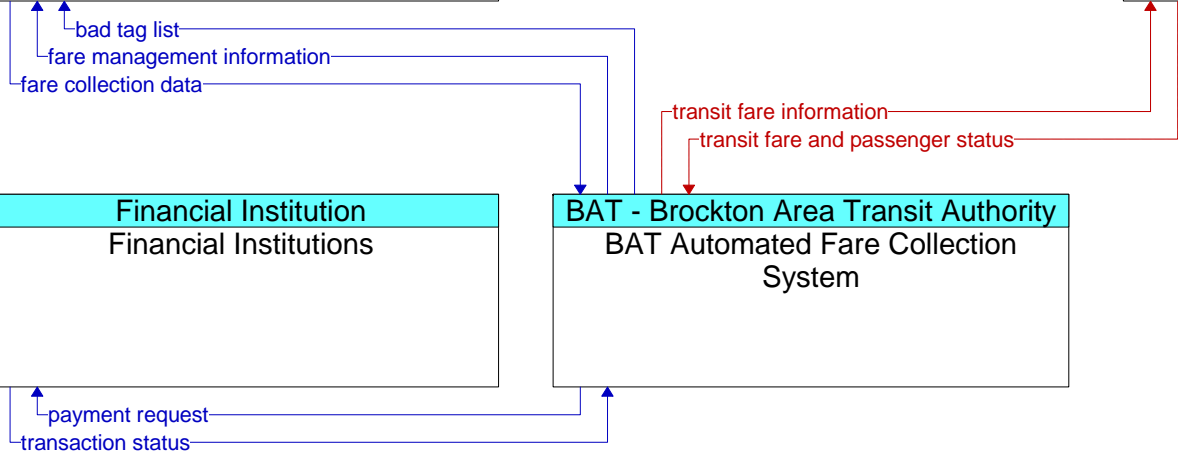 bad tag list
fare management information
fare collection data
transit fare information
transit fare and passenger status
Financial Institution
Financial Institutions
BAT - Brockton Area Transit Authority
BAT Automated Fare Collection
System
payment request
transaction status